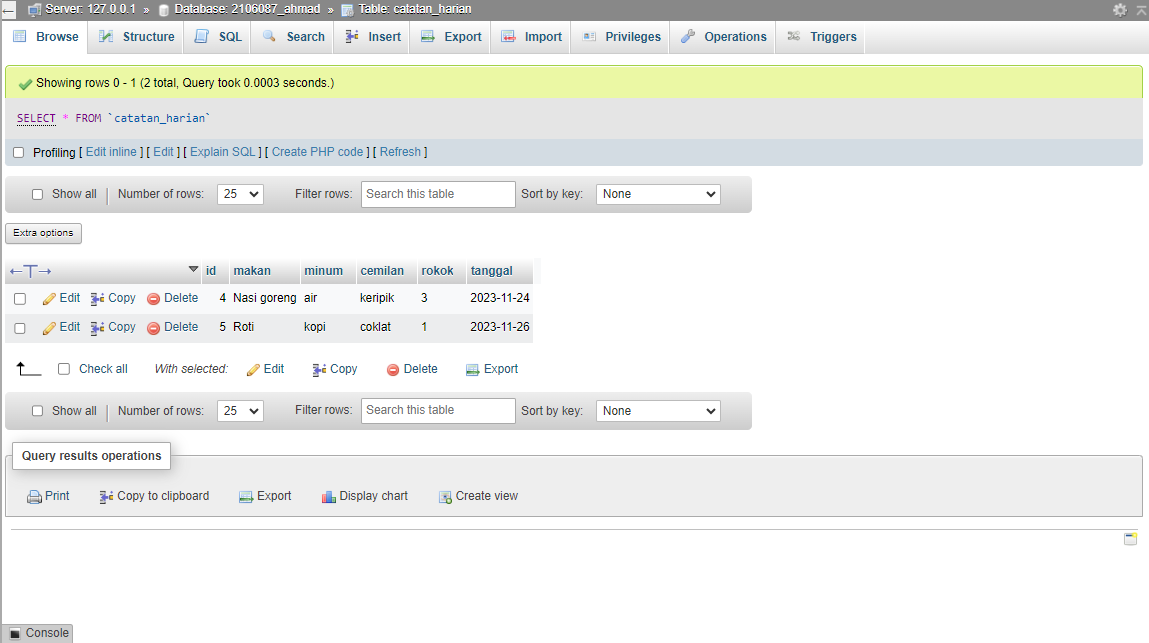 Server: 127.0.0.1 » Database: 2106087_ahmad » Table: catatan_harian
Browse Structure SQL Search Insert Export Import Privileges Operations Triggers
Showing rows 0 - 1 (2 total, Query took 0.0003 seconds.)
SELECT * FROM `catatan_harian`
Profiling [ Edit inline ] [ Edit ] [ Explain SQL ] [ Create PHP code ] [ Refresh ]
Show all | Number of rows: 25 Filter rows: Search this table Sort by key: None
Extra options
←T→ id makan minum cemilan rokok tanggal
Edit Copy Delete 4 Nasi goreng air keripik 3 2023-11-24
Edit Copy Delete 5 Roti kopi coklat 1 2023-11-26
Check all With selected: Edit Copy Delete Export
Show all | Number of rows: 25 Filter rows: Search this table Sort by key: None
Query results operations
Print Copy to clipboard Export Display chart Create view
Console